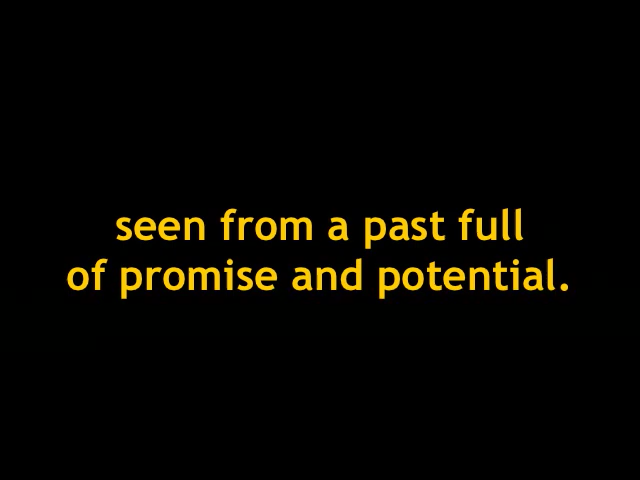 seen from a past full
of promise and potential.